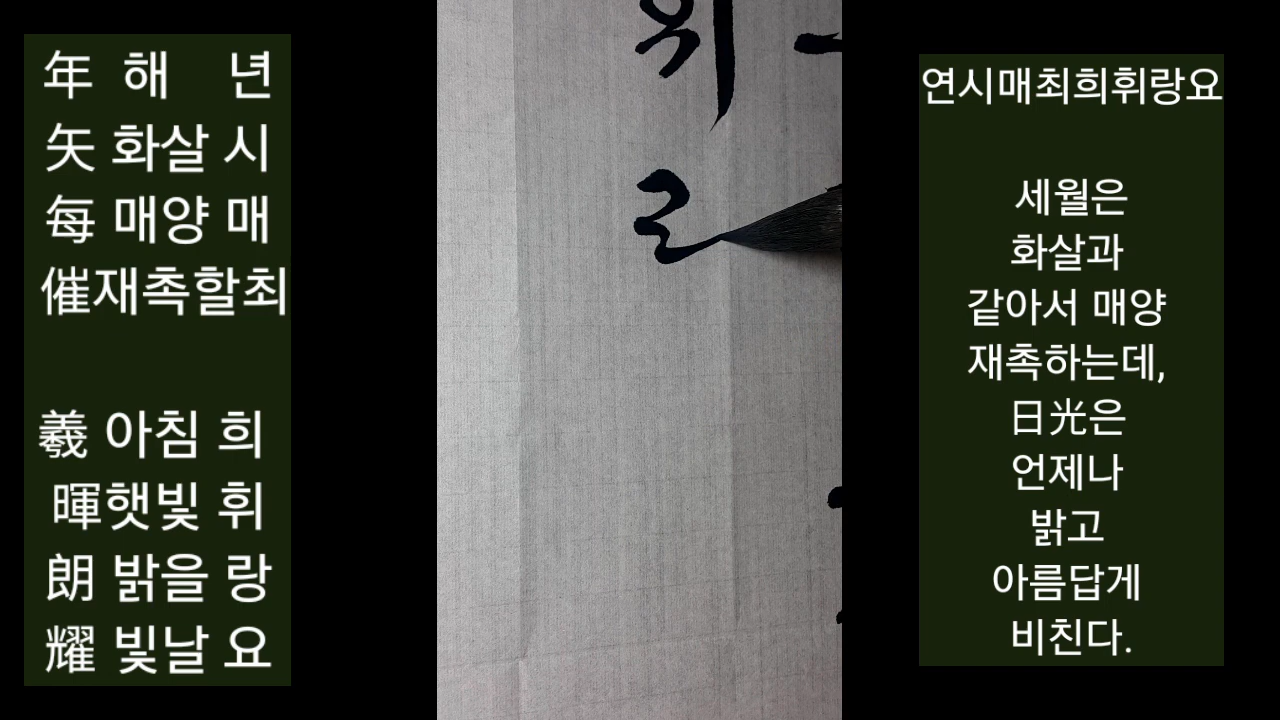 年 해 년
矢 화살 시
每 매양 매
催재촉할최
羲 아침 희
暉햇빛 휘
朗 밝을 랑
耀 빛날 요
휘
연시매최희휘랑요
세월은
화살과
같아서 매양
재촉하는데,
日光은
언제나
밝고
아름답게
비친다.